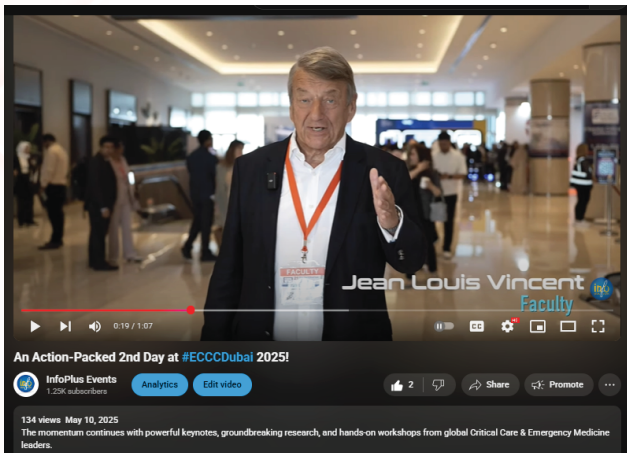 FACULTY
Jean Louis Vincent
info
Faculty
0:19 / 1:07
CC
An Action-Packed 2nd Day at #ECCCDubai 2025!
InfoPlus Events
1.25K subscribers
Analytics
Edit video
2
Share
Promote
134 views May 10, 2025
The momentum continues with powerful keynotes, groundbreaking research, and hands-on workshops from global Critical Care & Emergency Medicine
leaders.